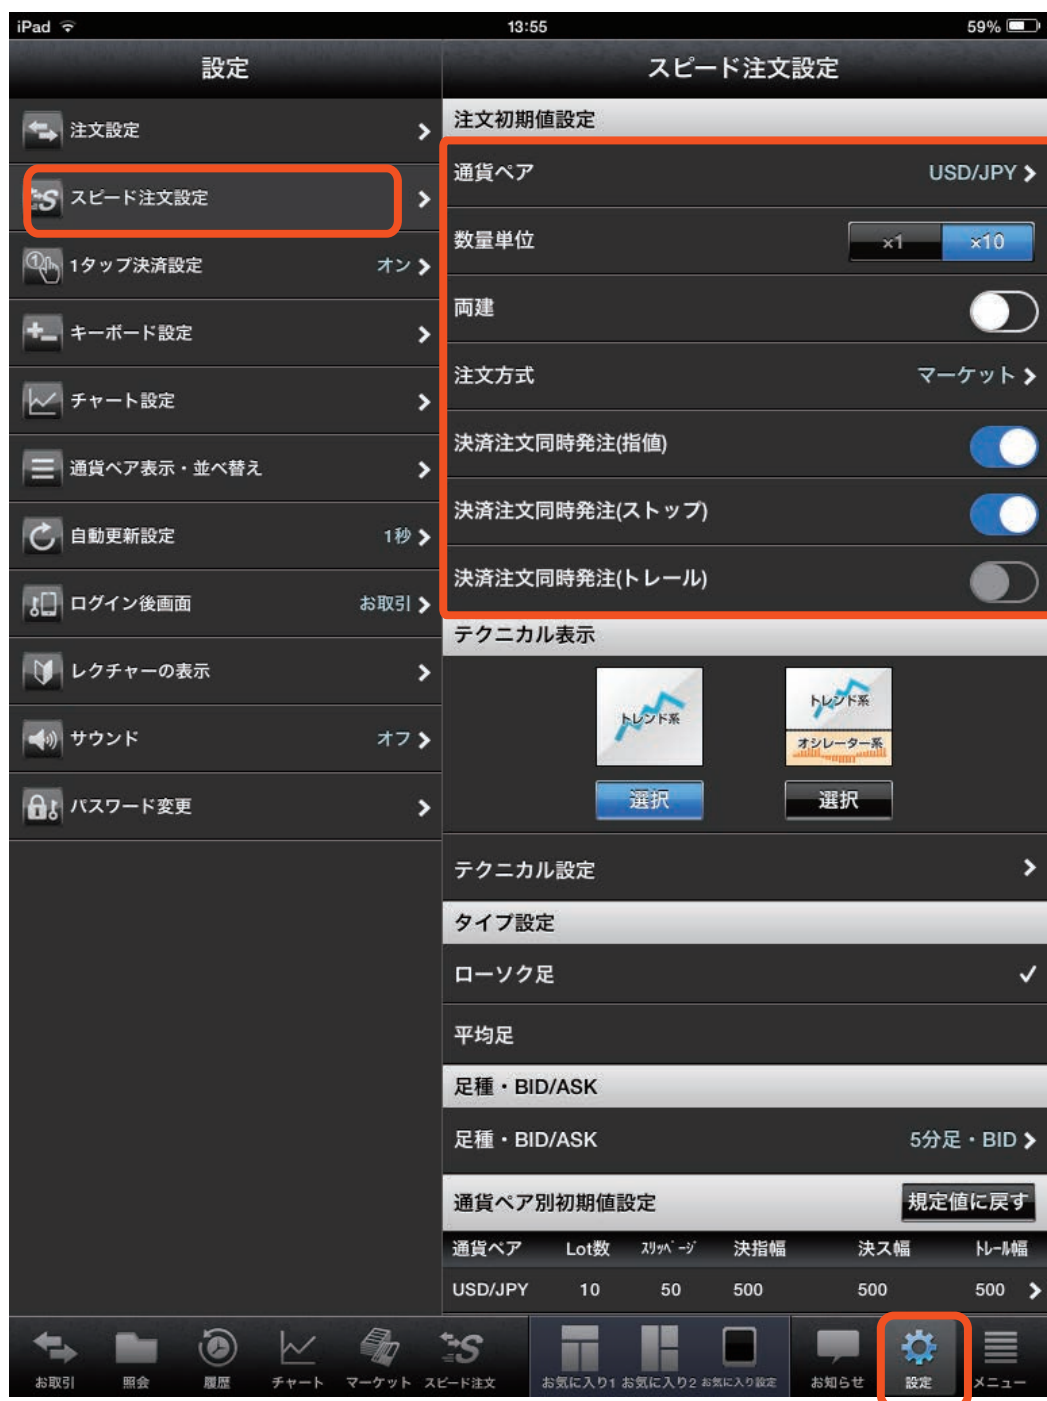 iPad 13:55 59%
設定
スピード注文設定
注文設定
スピード注文設定
1タップ決済設定 オン
キーボード設定
チャート設定
通貨ペア表示・並べ替え
自動更新設定 1秒
ログイン後画面 お取引
レクチャーの表示
サウンド オフ
パスワード変更
注文初期値設定
通貨ペア USD/JPY
数量単位 ×1 ×10
両建
注文方式 マーケット
決済注文同時発注(指値)
決済注文同時発注(ストップ)
決済注文同時発注(トレール)
テクニカル表示
トレンド系 トレンド系
オシレーター系
選択 選択
テクニカル設定
タイプ設定
ローソク足
平均足
足種・BID/ASK
足種・BID/ASK 5分足・BID
通貨ペア別初期値設定 規定値に戻す
通貨ペア Lot数 ｽﾘｯﾍﾟｰｼﾞ 決指幅 決ス幅 ﾄﾚｰﾙ幅
USD/JPY 10 50 500 500 500
お取引 照会 履歴 チャート マーケット スピード注文 お気に入り1 お気に入り2 お気に入り設定 お知らせ 設定 メニュー